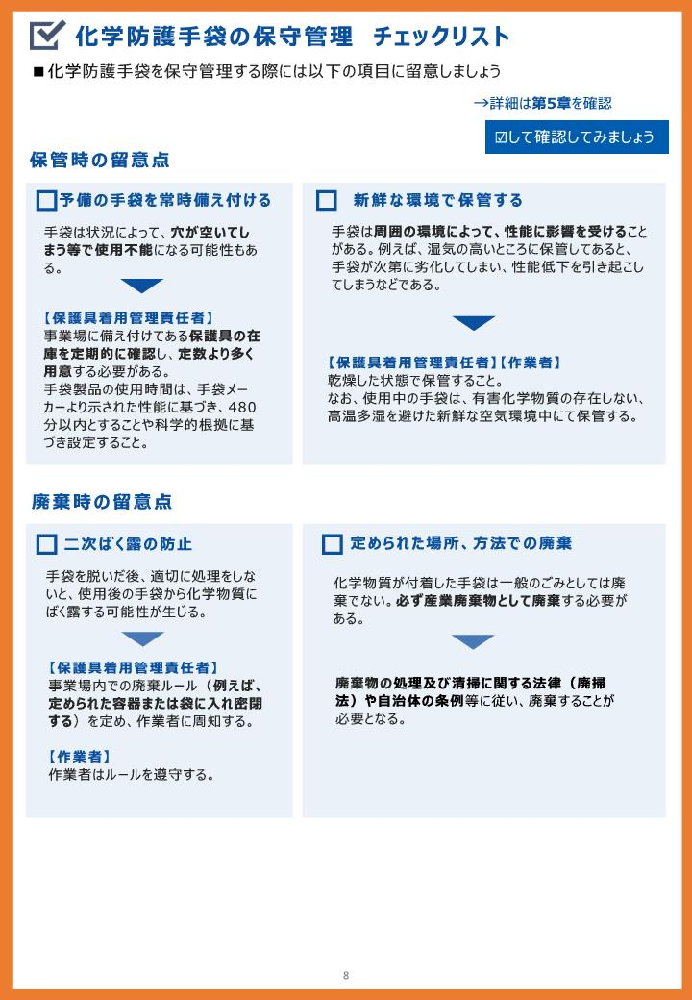 化学防護手袋の保守管理 チェックリスト
■化学防護手袋を保守管理する際には以下の項目に留意しましょう
→詳細は第5章を確認
☑して確認してみましょう
保管時の留意点
□予備の手袋を常時備え付ける
手袋は状況によって、穴が空いてし
まう等で使用不能になる可能性もあ
る。
【保護具着用管理責任者】
事業場に備え付けてある保護具の在
庫を定期的に確認し、定数より多く
用意する必要がある。
手袋製品の使用時間は、手袋メー
カーより示された性能に基づき、480
分以内とすることや科学的根拠に基
づき設定すること。
□ 新鮮な環境で保管する
手袋は周囲の環境によって、性能に影響を受けること
がある。例えば、湿気の高いところに保管してあると、
手袋が次第に劣化してしまい、性能低下を引き起こし
てしまうなどである。
【保護具着用管理責任者】【作業者】
乾燥した状態で保管すること。
なお、使用中の手袋は、有害化学物質の存在しない、
高温多湿を避けた新鮮な空気環境中にて保管する。
廃棄時の留意点
□ 二次ばく露の防止
手袋を脱いだ後、適切に処理をしな
いと、使用後の手袋から化学物質に
ばく露する可能性が生じる。
【保護具着用管理責任者】
事業場内での廃棄ルール（例えば、
定められた容器または袋に入れ密閉
する）を定め、作業者に周知する。
【作業者】
作業者はルールを遵守する。
□ 定められた場所、方法での廃棄
化学物質が付着した手袋は一般のごみとしては廃
棄でない。必ず産業廃棄物として廃棄する必要が
ある。
廃棄物の処理及び清掃に関する法律（廃掃
法）や自治体の条例等に従い、廃棄することが
必要となる。
8